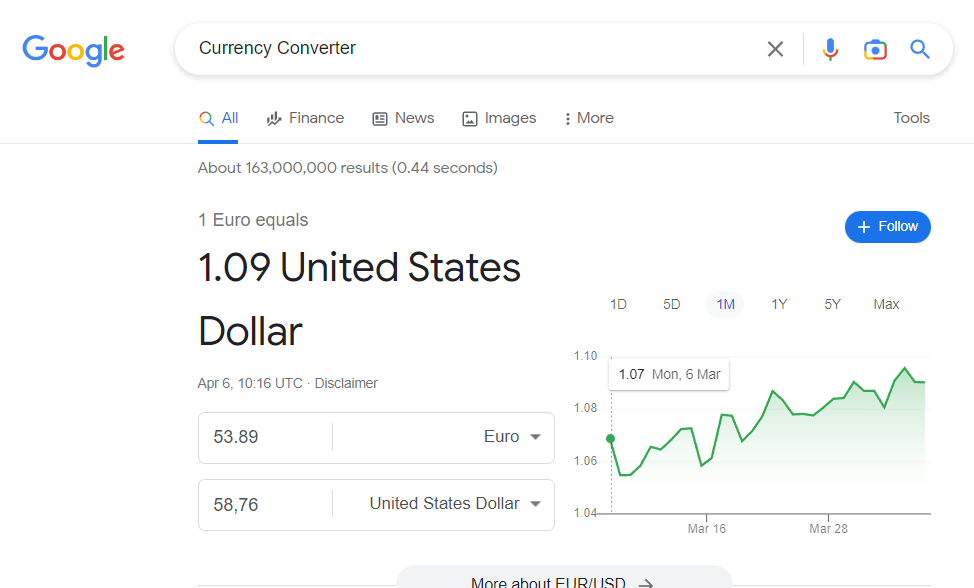 Google
Currency Converter
All Finance News Images More Tools
About 163,000,000 results (0.44 seconds)
1 Euro equals
Follow
1.09 United States
Dollar
Apr 6, 10:16 UTC · Disclaimer
53.89 Euro
58,76 United States Dollar
1D 5D 1M 1Y 5Y Max
1.10
1.07 Mon, 6 Mar
1.08
1.06
1.04
Mar 16 Mar 28
More about EUR/USD →